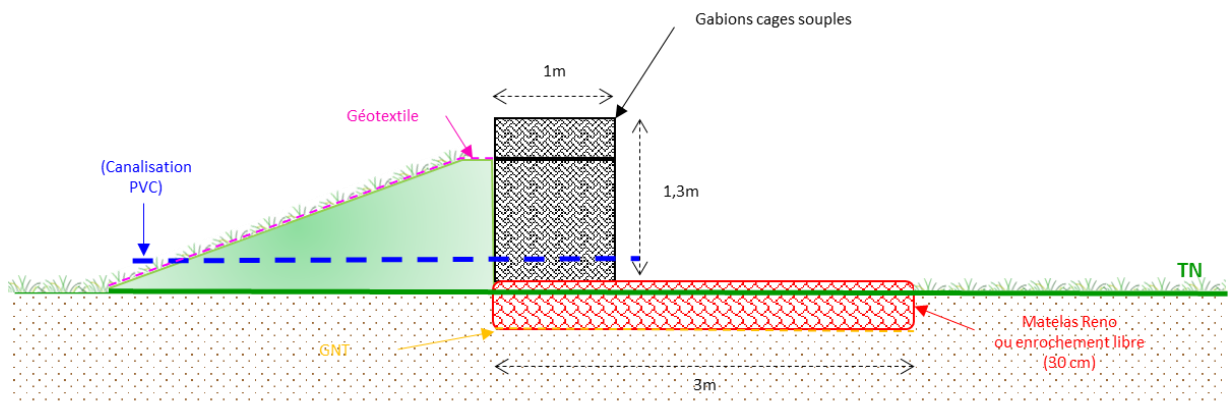 Gabions cages souples
1m
Géotextile
(Canalisation
PVC)
1,3m
TN
GNT
Matelas Reno
ou enrochement libre
(30 cm)
3m